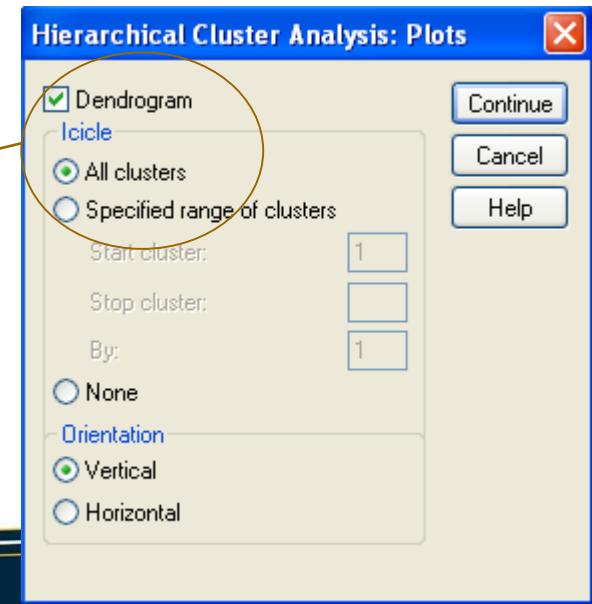 Hierarchical Cluster Analysis: Plots
Dendrogram
Continue
Icicle
Cancel
All clusters
Specified range of clusters
Help
Start cluster:
1
Stop cluster:
By:
1
None
Orientation
Vertical
Horizontal